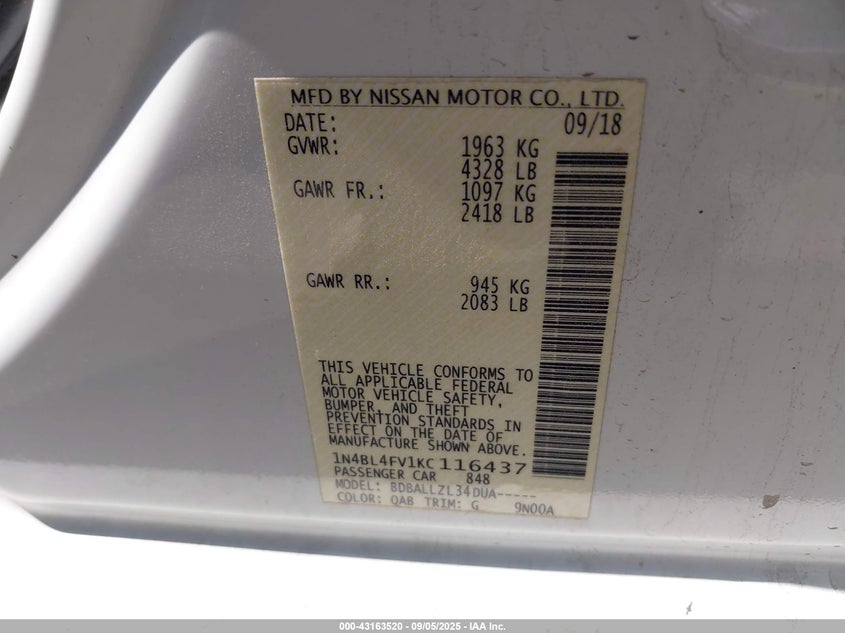 MFD BY NISSAN MOTOR CO., LTD.
DATE: 09/18
GVWR: 1963 KG
4328 LB
GAWR FR.: 1097 KG
2418 LB
GAWR RR.: 945 KG
2083 LB
THIS VEHICLE CONFORMS TO
ALL APPLICABLE FEDERAL
MOTOR VEHICLE SAFETY,
BUMPER, AND THEFT
PREVENTION STANDARDS IN
EFFECT ON THE DATE OF
MANUFACTURE SHOWN ABOVE.
1N4BL4FV1KC116437
PASSENGER CAR 848
MODEL: BDBALLZL34DUA-----
COLOR: QAB TRIM: G 9N00A
000-43163520 - 09/05/2025 - IAA Inc.